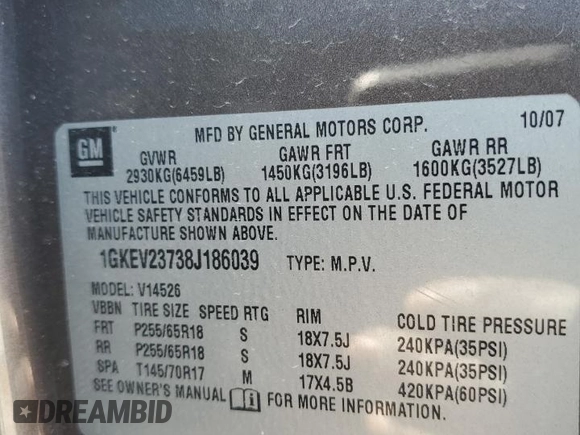 GM
MFD BY GENERAL MOTORS CORP. 10/07
GVWR GAWR FRT GAWR RR
2930KG(6459LB) 1450KG(3196LB) 1600KG(3527LB)
THIS VEHICLE CONFORMS TO ALL APPLICABLE U.S. FEDERAL MOTOR
VEHICLE SAFETY STANDARDS IN EFFECT ON THE DATE OF
MANUFACTURE SHOWN ABOVE.
1GKEV23738J186039 TYPE: M.P.V.
MODEL: V14526
VBBN TIRE SIZE SPEED RTG RIM COLD TIRE PRESSURE
FRT P255/65R18 S 18X7.5J 240KPA(35PSI)
RR P255/65R18 S 18X7.5J 240KPA(35PSI)
SPA T145/70R17 M 17X4.5B 420KPA(60PSI)
SEE OWNER'S MANUAL FOR MORE INFORMATION.
DREAMBID